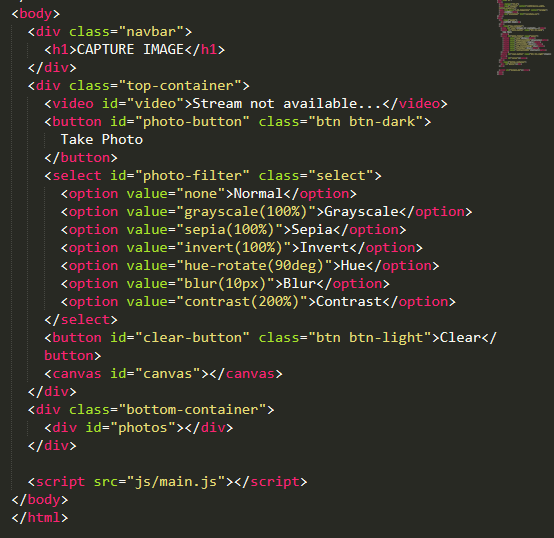 <body>
<div class="navbar">
<h1>CAPTURE IMAGE</h1>
</div>
<div class="top-container">
<video id="video">Stream not available...</video>
<button id="photo-button" class="btn btn-dark">
Take Photo
</button>
<select id="photo-filter" class="select">
<option value="none">Normal</option>
<option value="grayscale(100%)">Grayscale</option>
<option value="sepia(100%)">Sepia</option>
<option value="invert(100%)">Invert</option>
<option value="hue-rotate(90deg)">Hue</option>
<option value="blur(10px)">Blur</option>
<option value="contrast(200%)">Contrast</option>
</select>
<button id="clear-button" class="btn btn-light">Clear</
button>
<canvas id="canvas"></canvas>
</div>
<div class="bottom-container">
<div id="photos"></div>
</div>
<script src="js/main.js"></script>
</body>
</html>